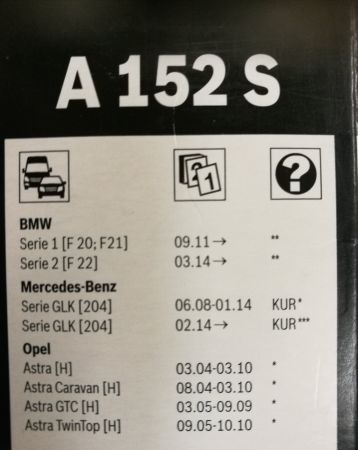 A 152 S
1 ?
BMW
Serie 1 [F 20; F21] 09.11→ **
Serie 2 [F 22] 03.14→ **
Mercedes-Benz
Serie GLK [204] 06.08-01.14 KUR*
Serie GLK [204] 02.14→ KUR***
Opel
Astra [H] 03.04-03.10 *
Astra Caravan [H] 08.04-03.10 *
Astra GTC [H] 03.05-09.09 *
Astra TwinTop [H] 09.05-10.10 *